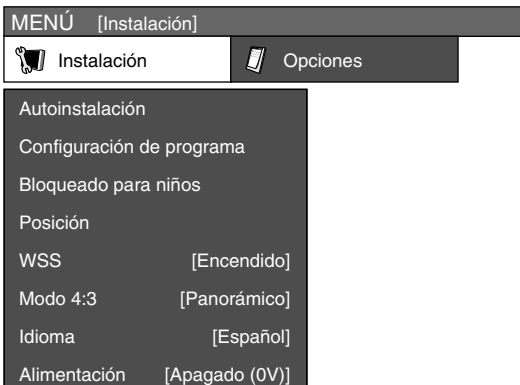 MENÚ [Instalación]
Instalación Opciones
Autoinstalación
Configuración de programa
Bloqueado para niños
Posición
WSS [Encendido]
Modo 4:3 [Panorámico]
Idioma [Español]
Alimentación [Apagado (0V)]